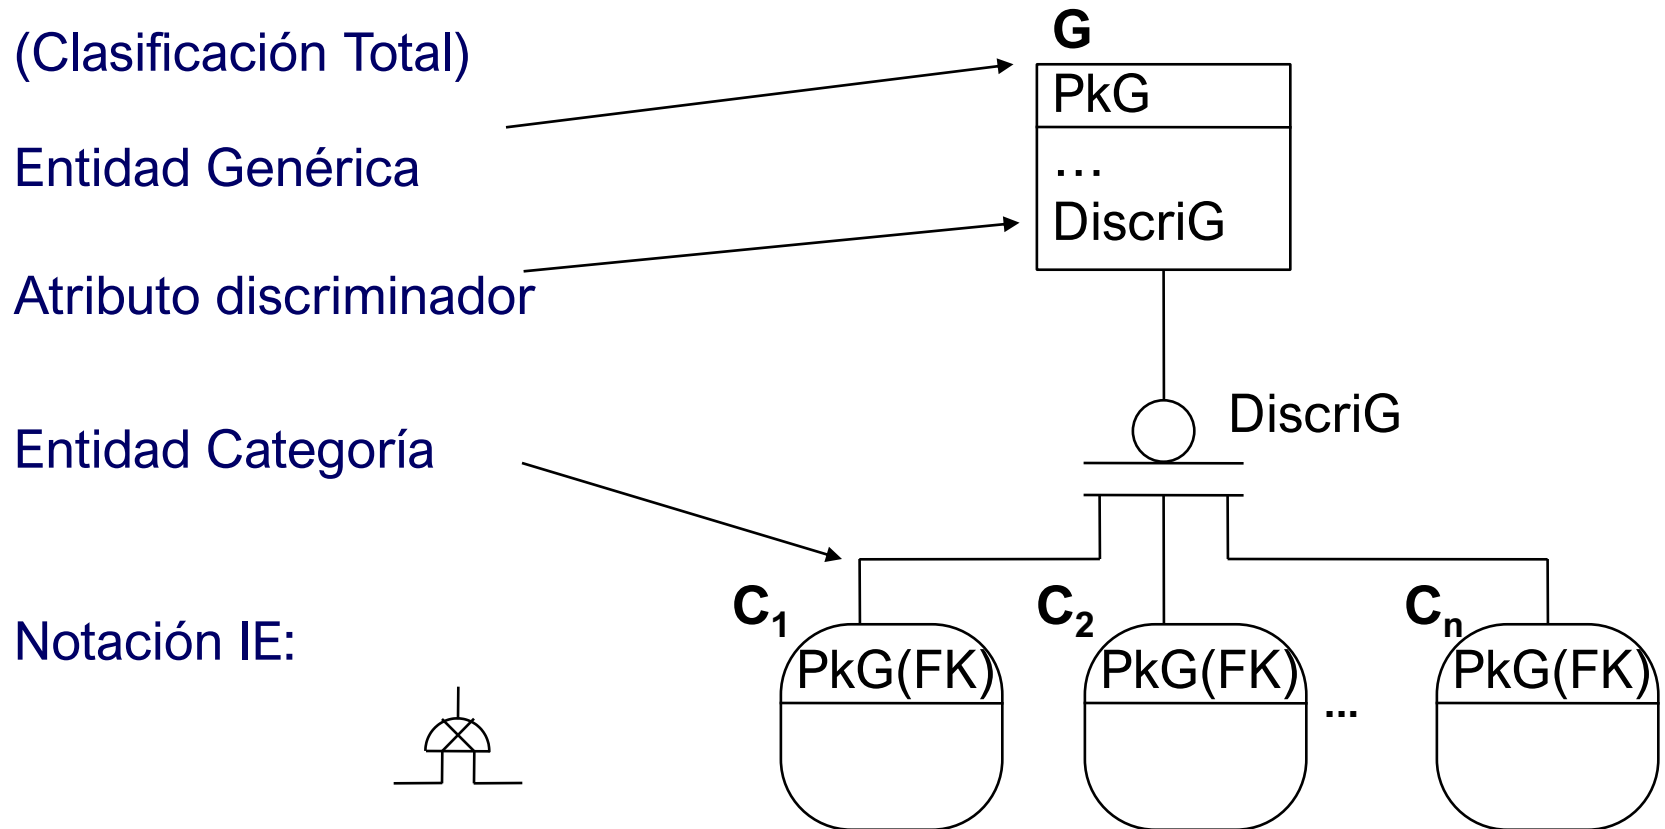 (Clasificación Total)
Entidad Genérica
Atributo discriminador
Entidad Categoría
Notación IE:
G
PkG
...
DiscriG
DiscriG
C1
C2
Cn
PkG(FK)
PkG(FK)
...
PkG(FK)